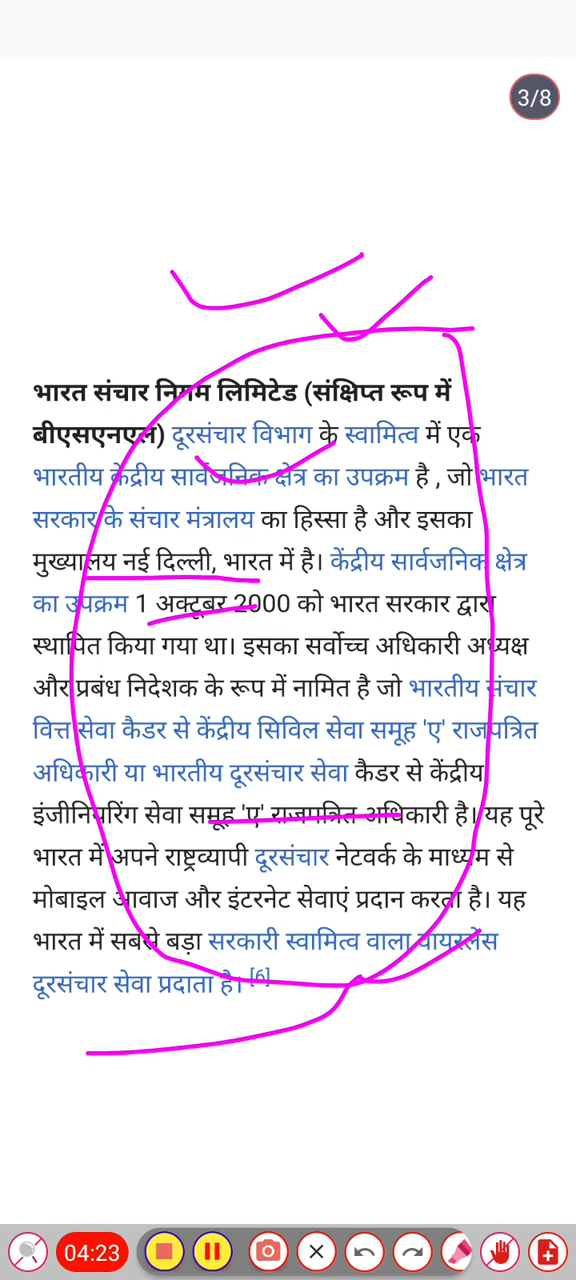 3/8
भारत संचार निगम लिमिटेड (संक्षिप्त रूप में
बीएसएनएल) दूरसंचार विभाग के स्वामित्व में एक
भारतीय केंद्रीय सार्वजनिक क्षेत्र का उपक्रम है , जो भारत
सरकार के संचार मंत्रालय का हिस्सा है और इसका
मुख्यालय नई दिल्ली, भारत में है। केंद्रीय सार्वजनिक क्षेत्र
का उपक्रम 1 अक्टूबर 2000 को भारत सरकार द्वारा
स्थापित किया गया था। इसका सर्वोच्च अधिकारी अध्यक्ष
और प्रबंध निदेशक के रूप में नामित है जो भारतीय संचार
वित्त सेवा कैडर से केंद्रीय सिविल सेवा समूह 'ए' राजपत्रित
अधिकारी या भारतीय दूरसंचार सेवा कैडर से केंद्रीय
इंजीनियरिंग सेवा समूह 'ए' राजपत्रित अधिकारी है। यह पूरे
भारत में अपने राष्ट्रव्यापी दूरसंचार नेटवर्क के माध्यम से
मोबाइल आवाज और इंटरनेट सेवाएं प्रदान करता है। यह
भारत में सबसे बड़ा सरकारी स्वामित्व वाला वायरलेस
दूरसंचार सेवा प्रदाता है। [6]
04:23